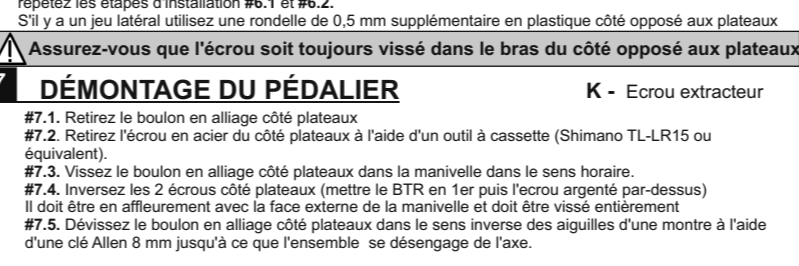 répétez les étapes d'installation #6.1 et #6.2.
S'il y a un jeu latéral utilisez une rondelle de 0,5 mm supplémentaire en plastique côté opposé aux plateaux
Assurez-vous que l'écrou soit toujours vissé dans le bras du côté opposé aux plateaux
7 DÉMONTAGE DU PÉDALIER K - Ecrou extracteur
#7.1. Retirez le boulon en alliage côté plateaux
#7.2. Retirez l'écrou en acier du côté plateaux à l'aide d'un outil à cassette (Shimano TL-LR15 ou
équivalent).
#7.3. Vissez le boulon en alliage côté plateaux dans la manivelle dans le sens horaire.
#7.4. Inversez les 2 écrous côté plateaux (mettre le BTR en 1er puis l'ecrou argenté par-dessus)
Il doit être en affleurement avec la face externe de la manivelle et doit être vissé entièrement
#7.5. Dévissez le boulon en alliage côté plateaux dans le sens inverse des aiguilles d'une montre à l'aide
d'une clé Allen 8 mm jusqu'à ce que l'ensemble se désengage de l'axe.